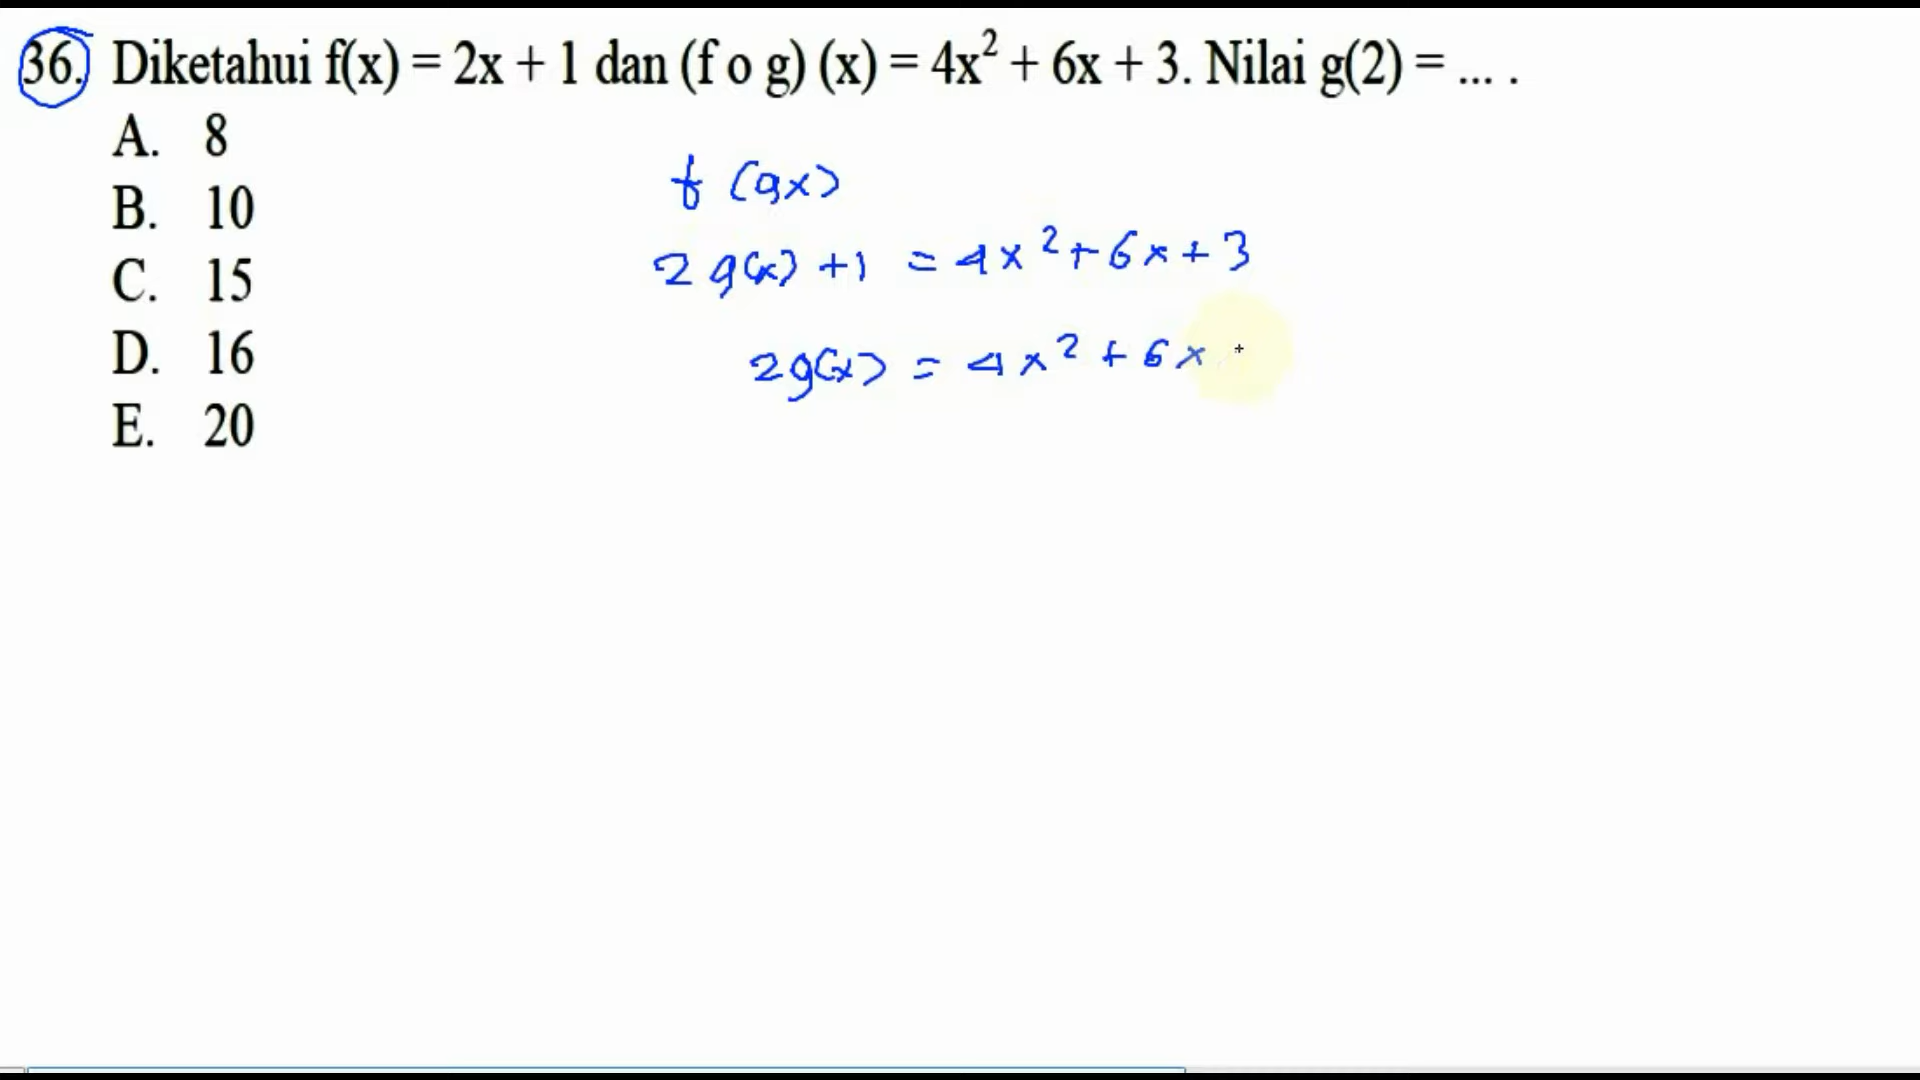 36. Diketahui f(x) = 2x + 1 dan (f o g) (x) = 4x² + 6x + 3. Nilai g(2) = ... .
A. 8
B. 10
C. 15
D. 16
E. 20
f (gx)
2 g(x) + 1 = 4x² + 6x + 3
2g(x) = 4x² + 6x